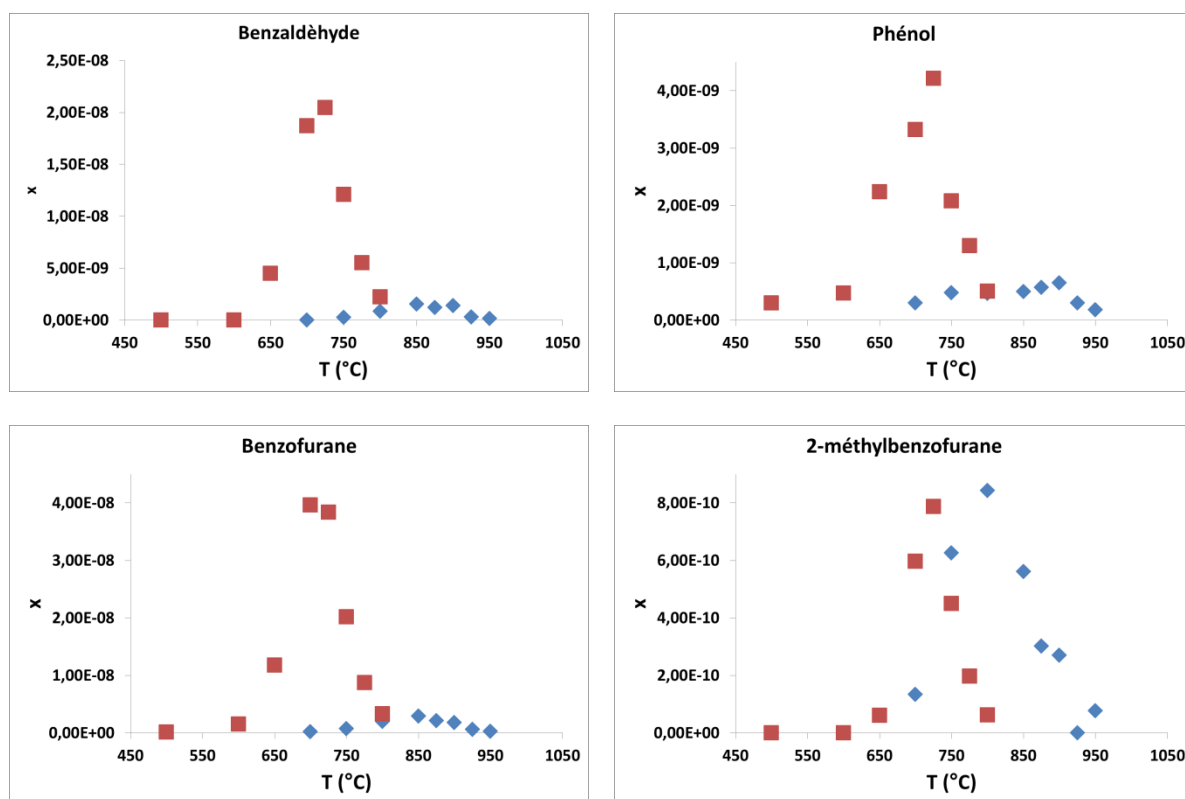 Benzaldèhyde
2,50E-08
2,00E-08
1,50E-08
x
1,00E-08
5,00E-09
0,00E+00
450 550 650 750 850 950 1050
T (°C)
Phénol
4,00E-09
3,00E-09
x
2,00E-09
1,00E-09
0,00E+00
450 550 650 750 850 950 1050
T (°C)
Benzofurane
4,00E-08
3,00E-08
x
2,00E-08
1,00E-08
0,00E+00
450 550 650 750 850 950 1050
T (°C)
2-méthylbenzofurane
8,00E-10
6,00E-10
x
4,00E-10
2,00E-10
0,00E+00
450 550 650 750 850 950 1050
T (°C)